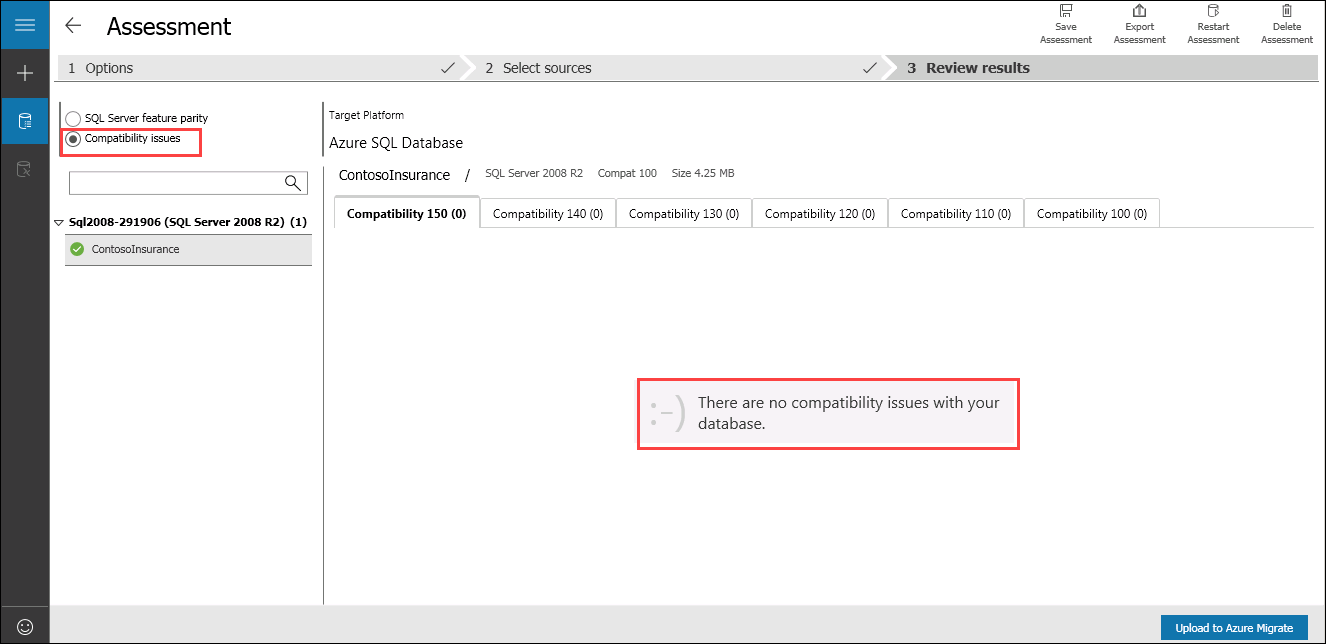 Assessment
Save Assessment
Export Assessment
Restart Assessment
Delete Assessment
1 Options
2 Select sources
3 Review results
SQL Server feature parity
Compatibility issues
Sql2008-291906 (SQL Server 2008 R2) (1)
ContosoInsurance
Target Platform
Azure SQL Database
ContosoInsurance / SQL Server 2008 R2 Compat 100 Size 4.25 MB
Compatibility 150 (0)
Compatibility 140 (0)
Compatibility 130 (0)
Compatibility 120 (0)
Compatibility 110 (0)
Compatibility 100 (0)
:-)
There are no compatibility issues with your
database.
Upload to Azure Migrate